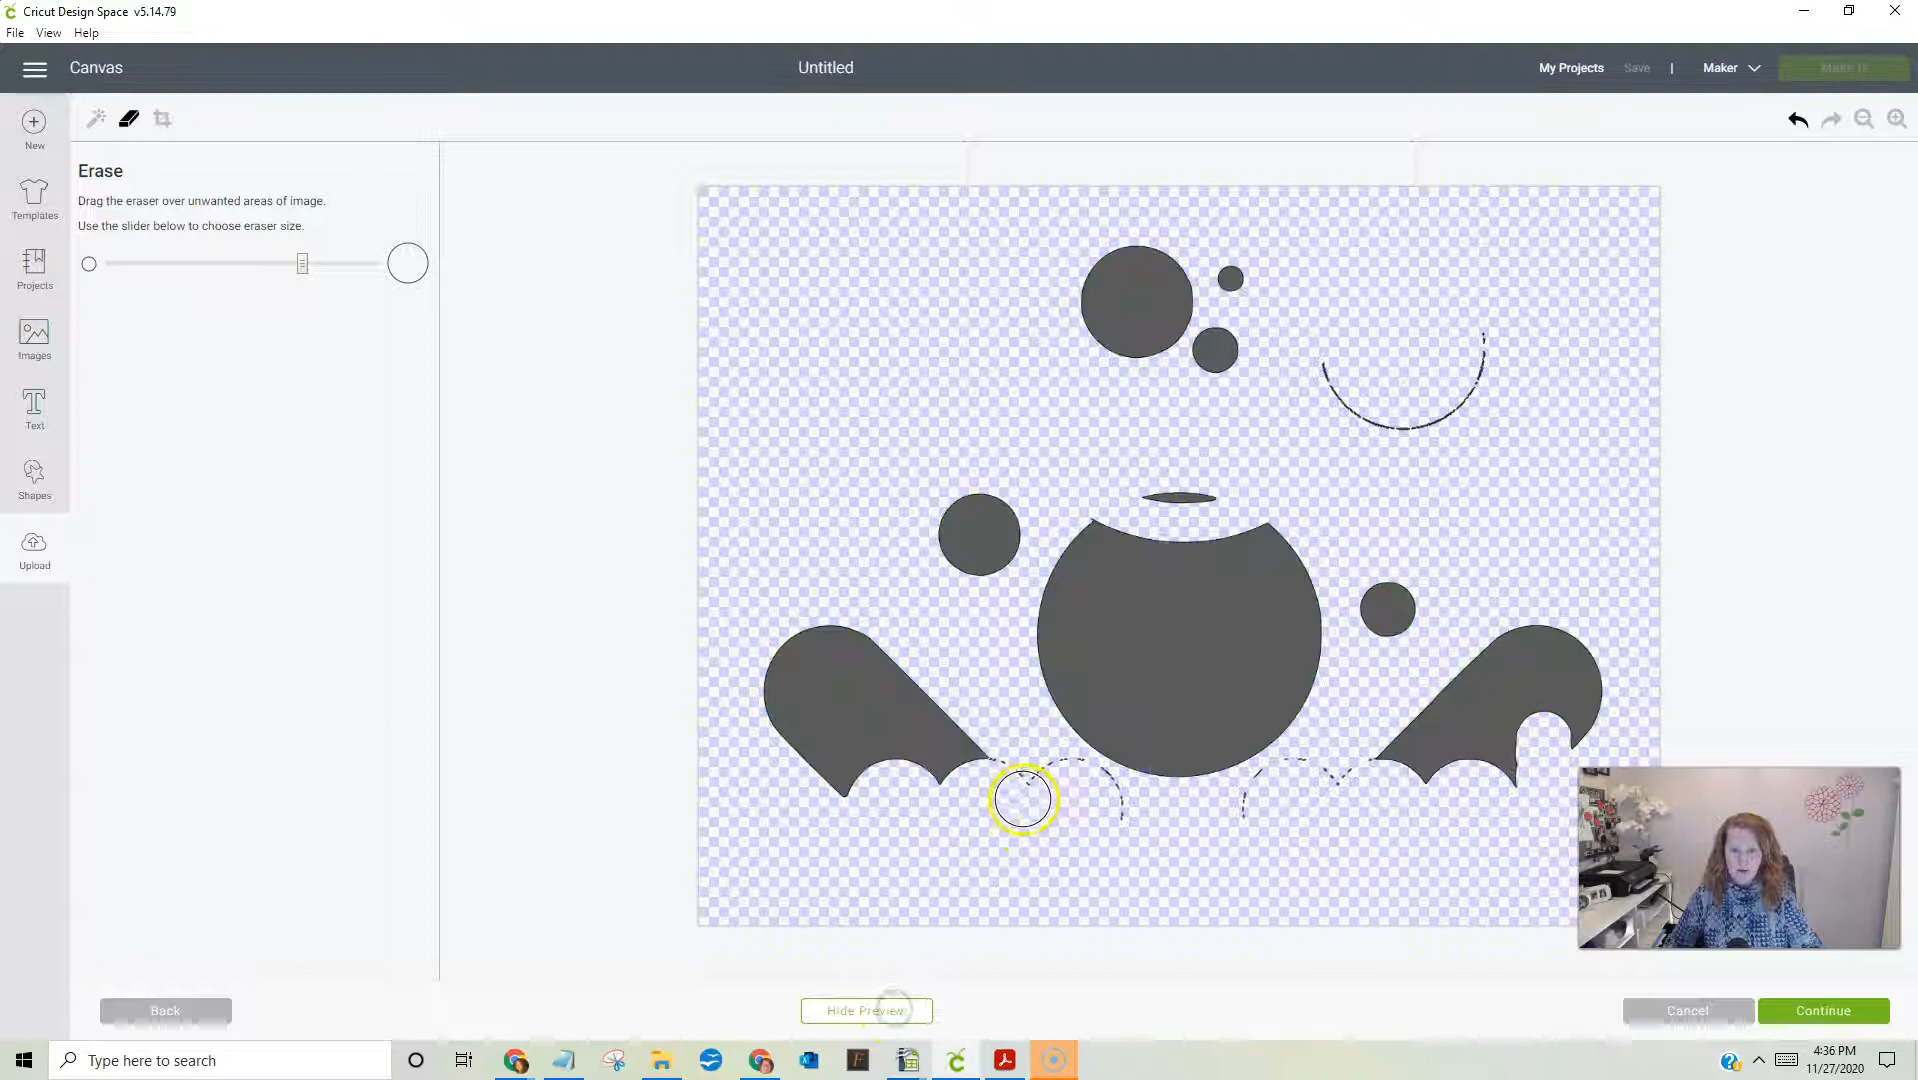 Cricut Design Space v5.14.79
File View Help
Canvas
Untitled
My Projects Save | Maker Make It
New
Templates
Projects
Images
Text
Shapes
Upload
Erase
Drag the eraser over unwanted areas of image.
Use the slider below to choose eraser size.
Back
Hide Preview
Cancel
Continue
Type here to search
4:36 PM
11/27/2020